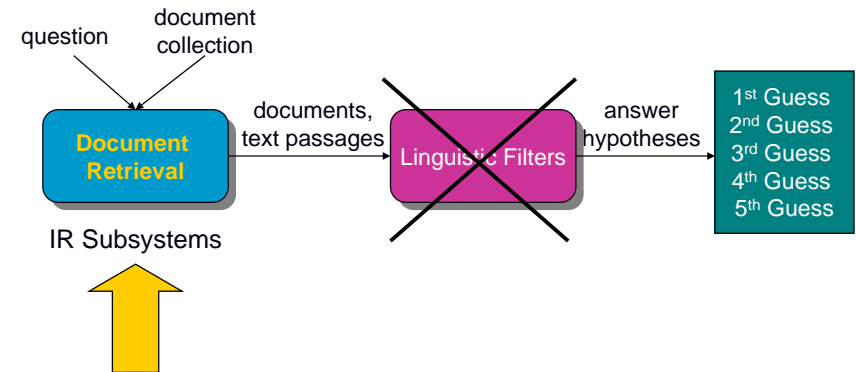 question
document
collection
Document
Retrieval
IR Subsystems
documents,
text passages
Linguistic Filters
answer
hypotheses
1st Guess
2nd Guess
3rd Guess
4th Guess
5th Guess